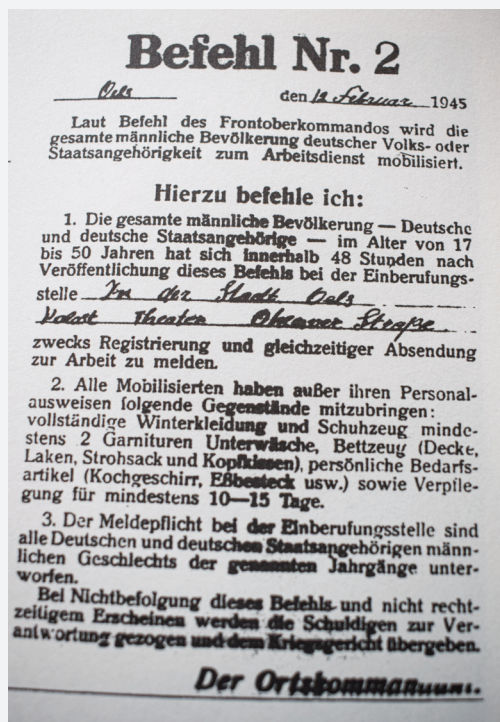 Befehl Nr. 2
Oels den 12 Februar 1945
Laut Befehl des Frontoberkommandos wird die
gesamte männliche Bevölkerung deutscher Volks- oder
Staatsangehörigkeit zum Arbeitsdienst mobilisiert.
Hierzu befehle ich:
1. Die gesamte männliche Bevölkerung — Deutsche
und deutsche Staatsangehörige — im Alter von 17
bis 50 Jahren hat sich innerhalb 48 Stunden nach
Veröffentlichung dieses Befehls bei der Einberufungs-
stelle In der Stadt Oels
Theater Straße
zwecks Registrierung und gleichzeitiger Absendung
zur Arbeit zu melden.
2. Alle Mobilisierten haben außer ihren Personal-
ausweisen folgende Gegenstände mitzubringen:
vollständige Winterkleidung und Schuhzeug minde-
stens 2 Garnituren Unterwäsche, Bettzeug (Decke,
Laken, Strohsack und Kopfkissen), persönliche Bedarfs-
artikel (Kochgeschirr, Eßbesteck usw.) sowie Verpfle-
gung für mindestens 10—15 Tage.
3. Der Meldepflicht bei der Einberufungsstelle sind
alle Deutschen und deutschen Staatsangehörigen männ-
lichen Geschlechts der genannten Jahrgänge unter-
worfen.
Bei Nichtbefolgung dieses Befehls und nicht recht-
zeitigem Erscheinen werden die Schuldigen zur Ver-
antwortung gezogen und dem Kriegsgericht übergeben.
Der Ortskommandant.